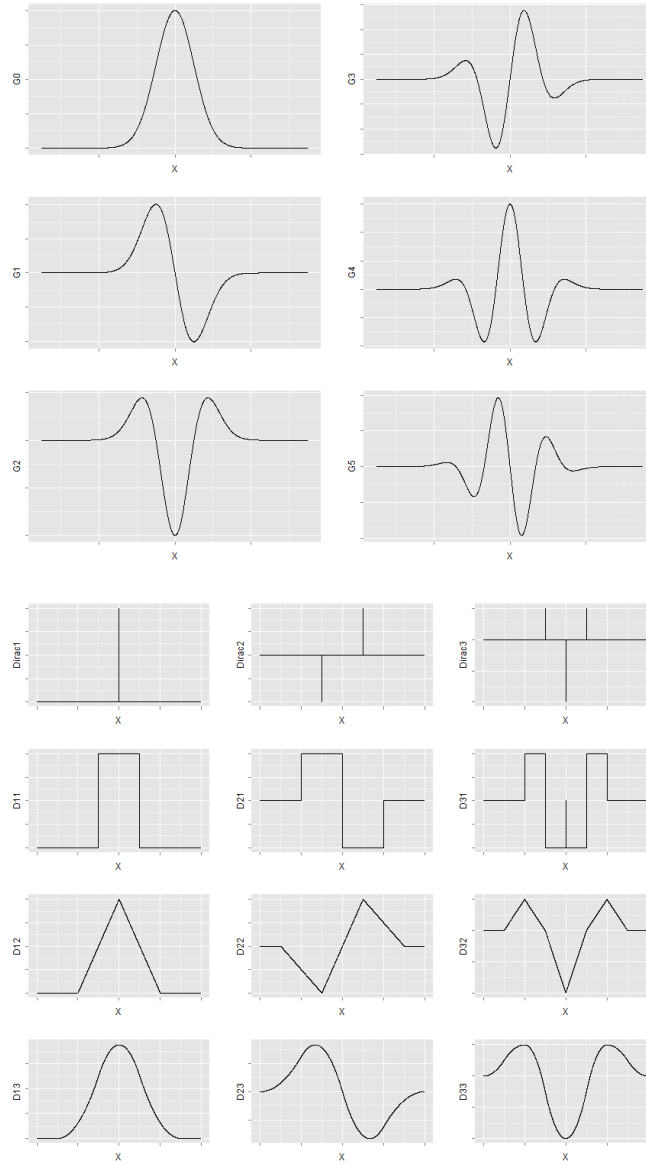 G0
X
G3
X
G1
X
G4
X
G2
X
G5
X
Dirac1
X
Dirac2
X
Dirac3
X
D11
X
D21
X
D31
X
D12
X
D22
X
D32
X
D13
X
D23
X
D33
X